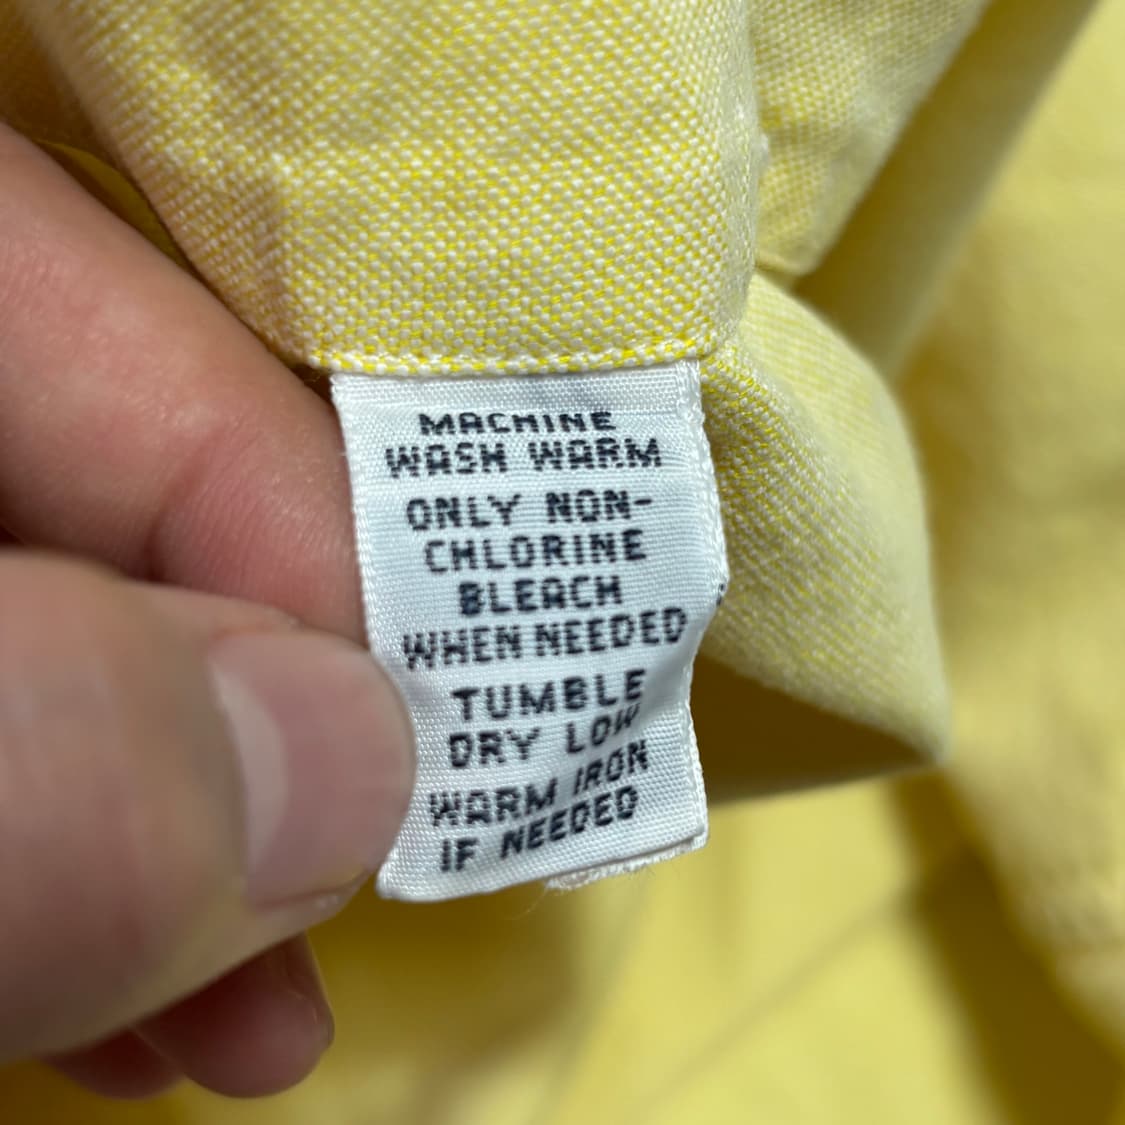 MACHINE
WASH WARM
ONLY NON-
CHLORINE
BLEACH
WHEN NEEDED
TUMBLE
DRY LOW
WARM IRON
IF NEEDED